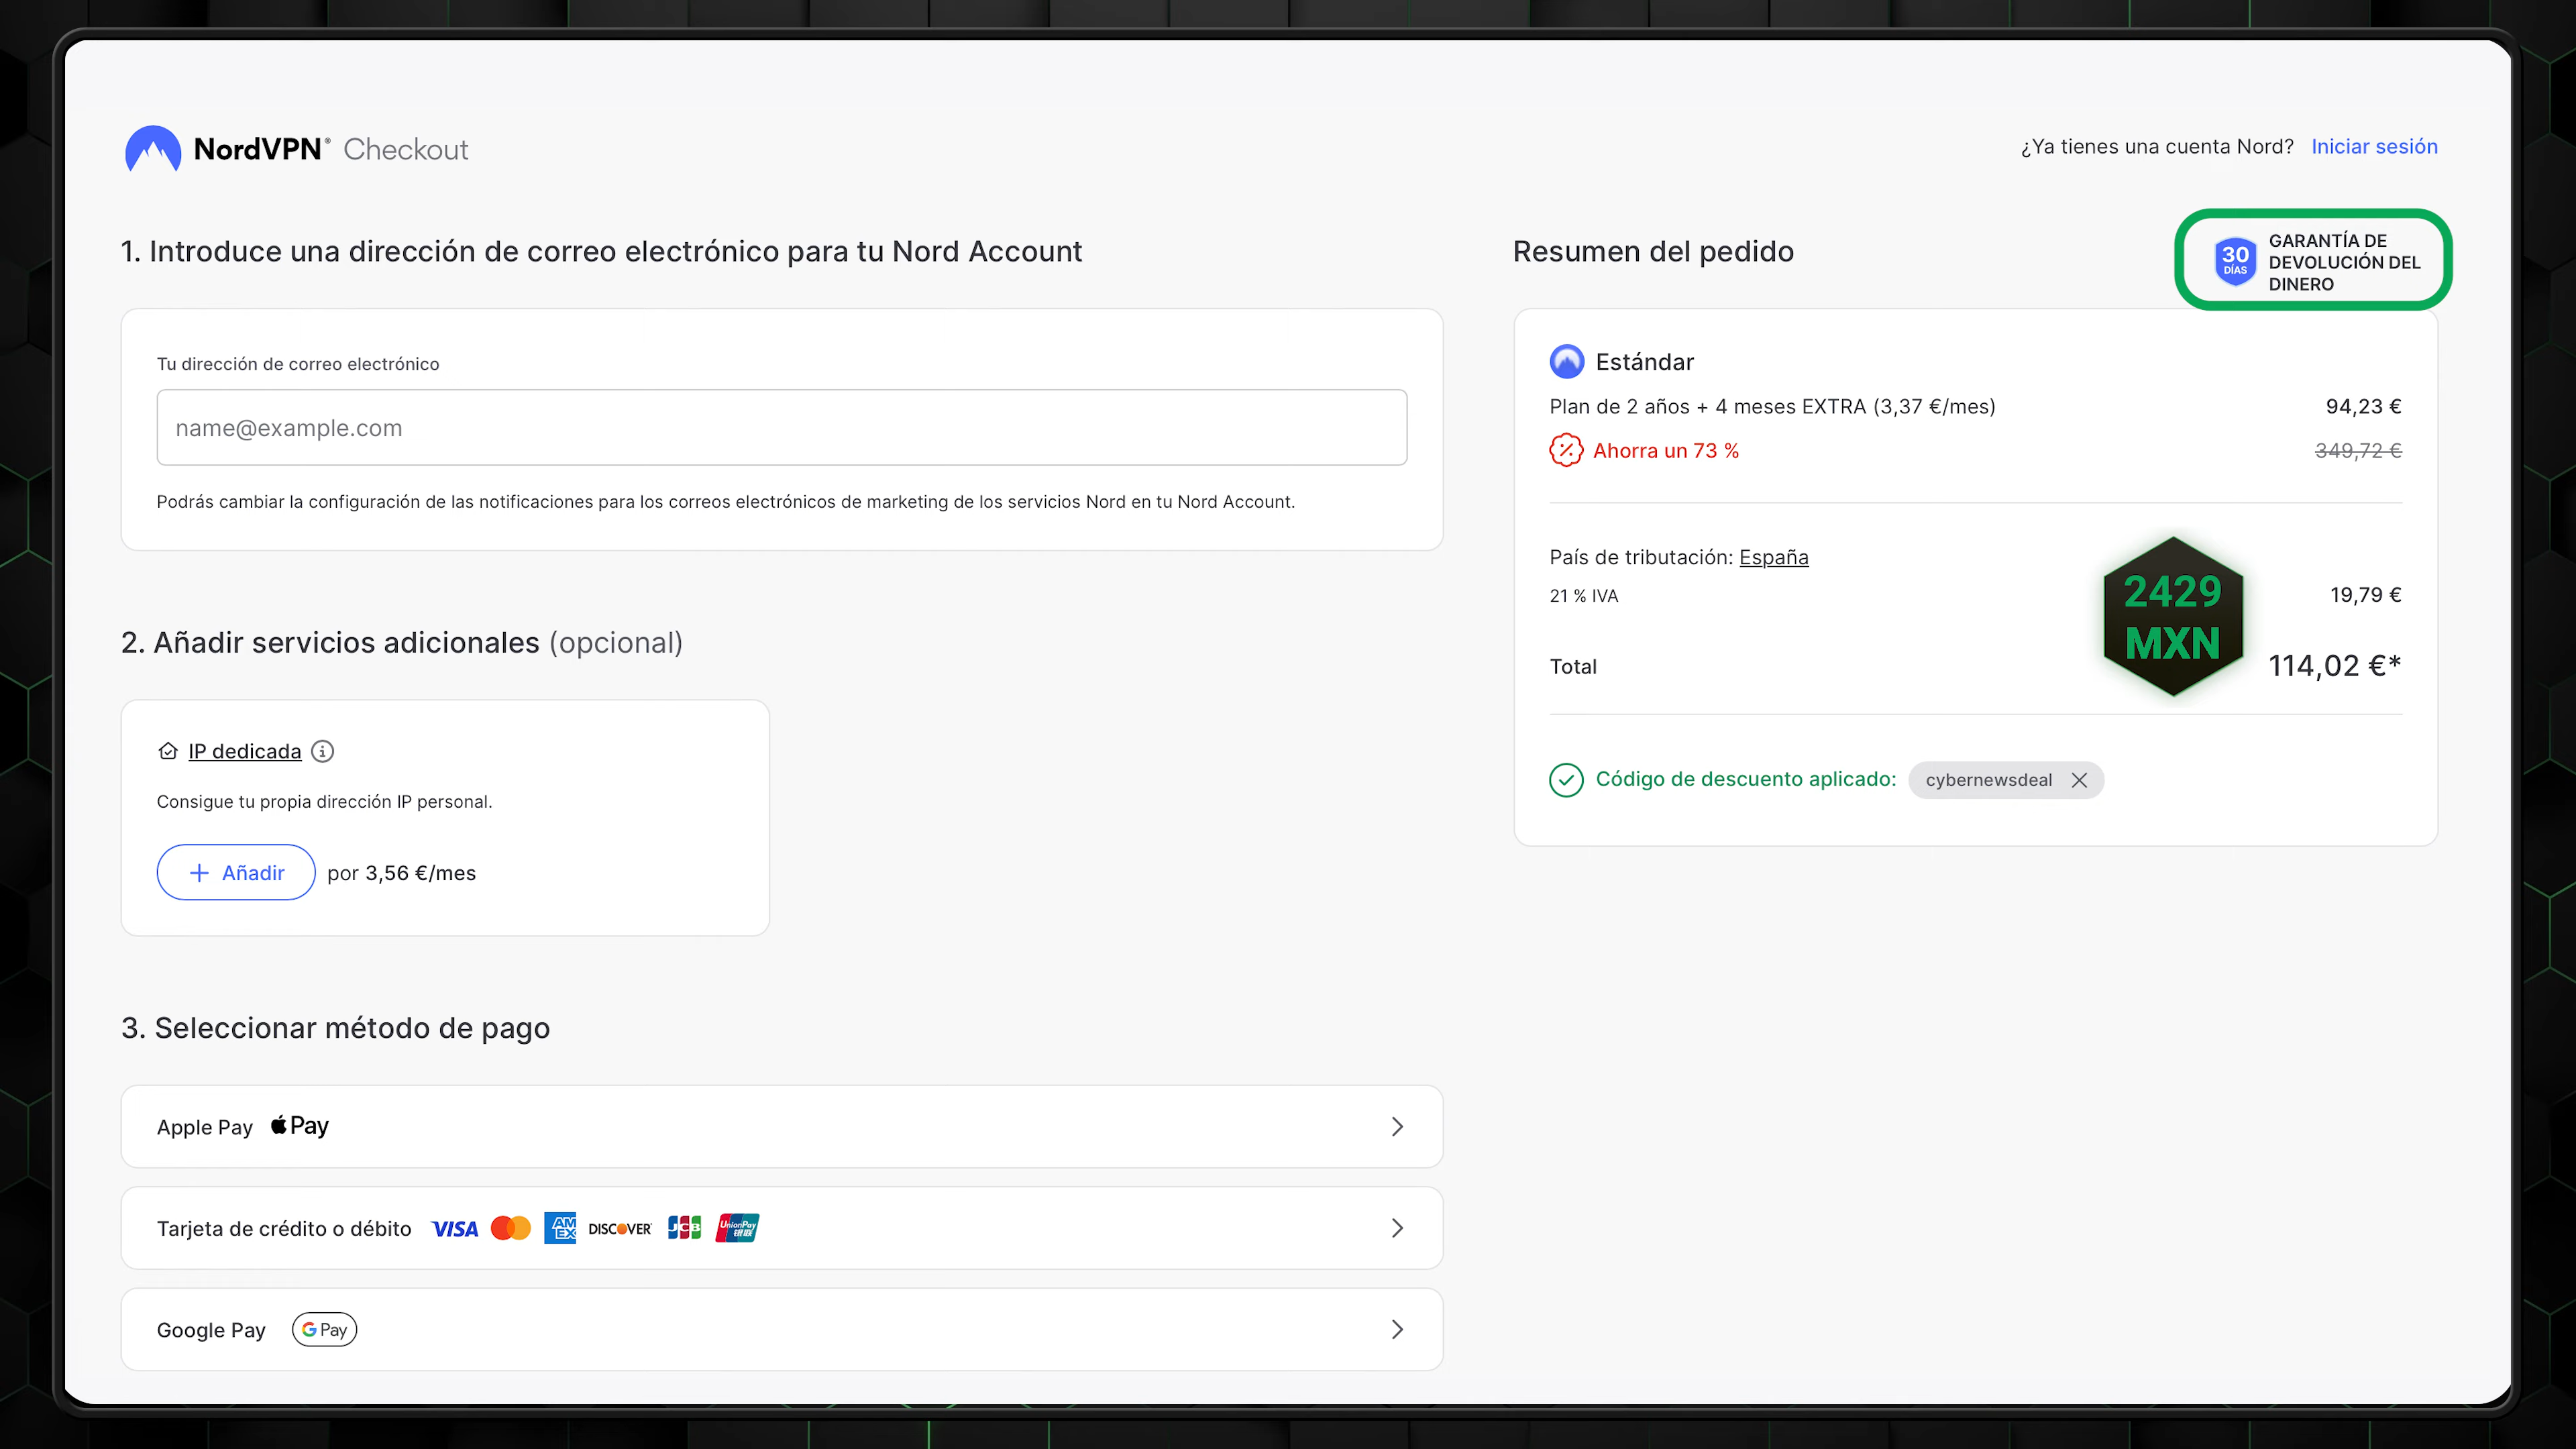 NordVPN® Checkout
¿Ya tienes una cuenta Nord? Iniciar sesión
1. Introduce una dirección de correo electrónico para tu Nord Account
Tu dirección de correo electrónico
name@example.com
Podrás cambiar la configuración de las notificaciones para los correos electrónicos de marketing de los servicios Nord en tu Nord Account.
2. Añadir servicios adicionales (opcional)
IP dedicada
Consigue tu propia dirección IP personal.
+ Añadir por 3,56 €/mes
3. Seleccionar método de pago
Apple Pay Pay
Tarjeta de crédito o débito VISA AMEX DISCOVER JCB UnionPay 银联
Google Pay G Pay
Resumen del pedido
30 DÍAS
GARANTÍA DE
DEVOLUCIÓN DEL
DINERO
Estándar
Plan de 2 años + 4 meses EXTRA (3,37 €/mes) 94,23 €
Ahorra un 73 % 349,72 €
País de tributación: España
21 % IVA 19,79 €
2429
MXN
Total 114,02 €*
Código de descuento aplicado: cybernewsdeal